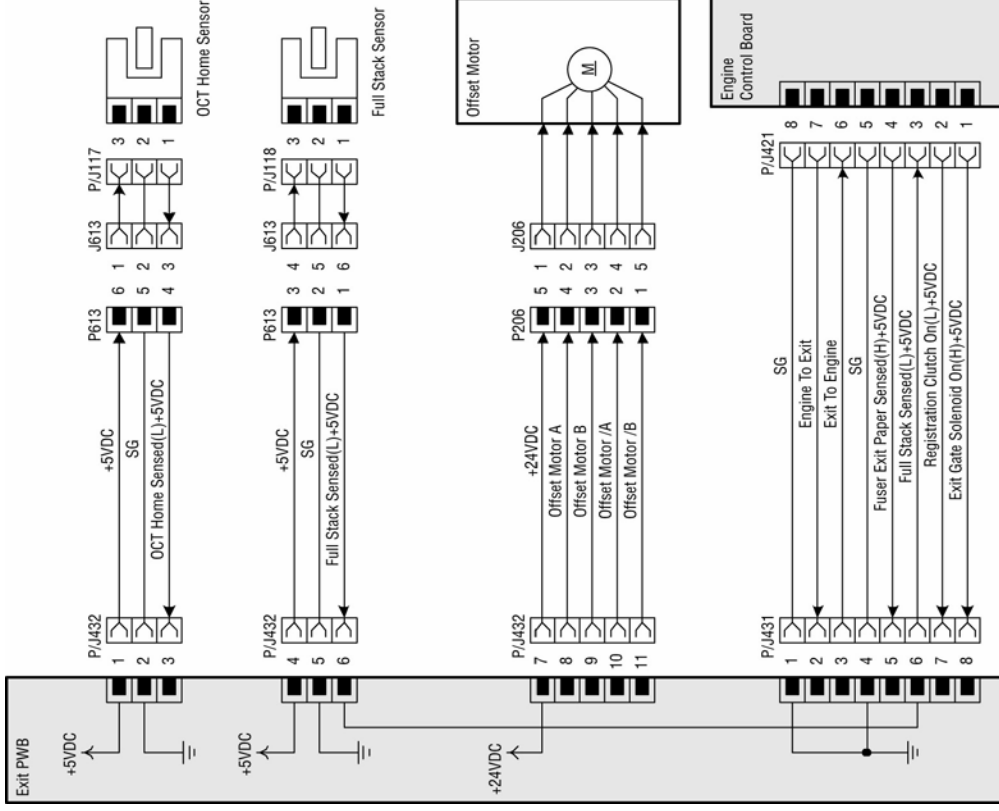 OCT Home Sensor
P/J117
3
2
1
J613
1
2
3
6
5
4
P613
+5VDC
SG
OCT Home Sensed(L)+5VDC
P/J432
1
2
3
+5VDC
Exit PWB
Full Stack Sensor
P/J118
3
2
1
J613
4
5
6
3
2
1
P613
+5VDC
SG
Full Stack Sensed(L)+5VDC
P/J432
4
5
6
+5VDC
Offset Motor
M
J206
1
2
3
4
5
P206
5
4
3
2
1
+24VDC
Offset Motor A
Offset Motor B
Offset Motor /A
Offset Motor /B
P/J432
7
8
9
10
11
+24VDC
Engine
Control Board
P/J421
8
7
6
5
4
3
2
1
SG
Engine To Exit
Exit To Engine
SG
Fuser Exit Paper Sensed(H)+5VDC
Full Stack Sensed(L)+5VDC
Registration Clutch On(L)+5VDC
Exit Gate Solenoid On(H)+5VDC
P/J431
1
2
3
4
5
6
7
8